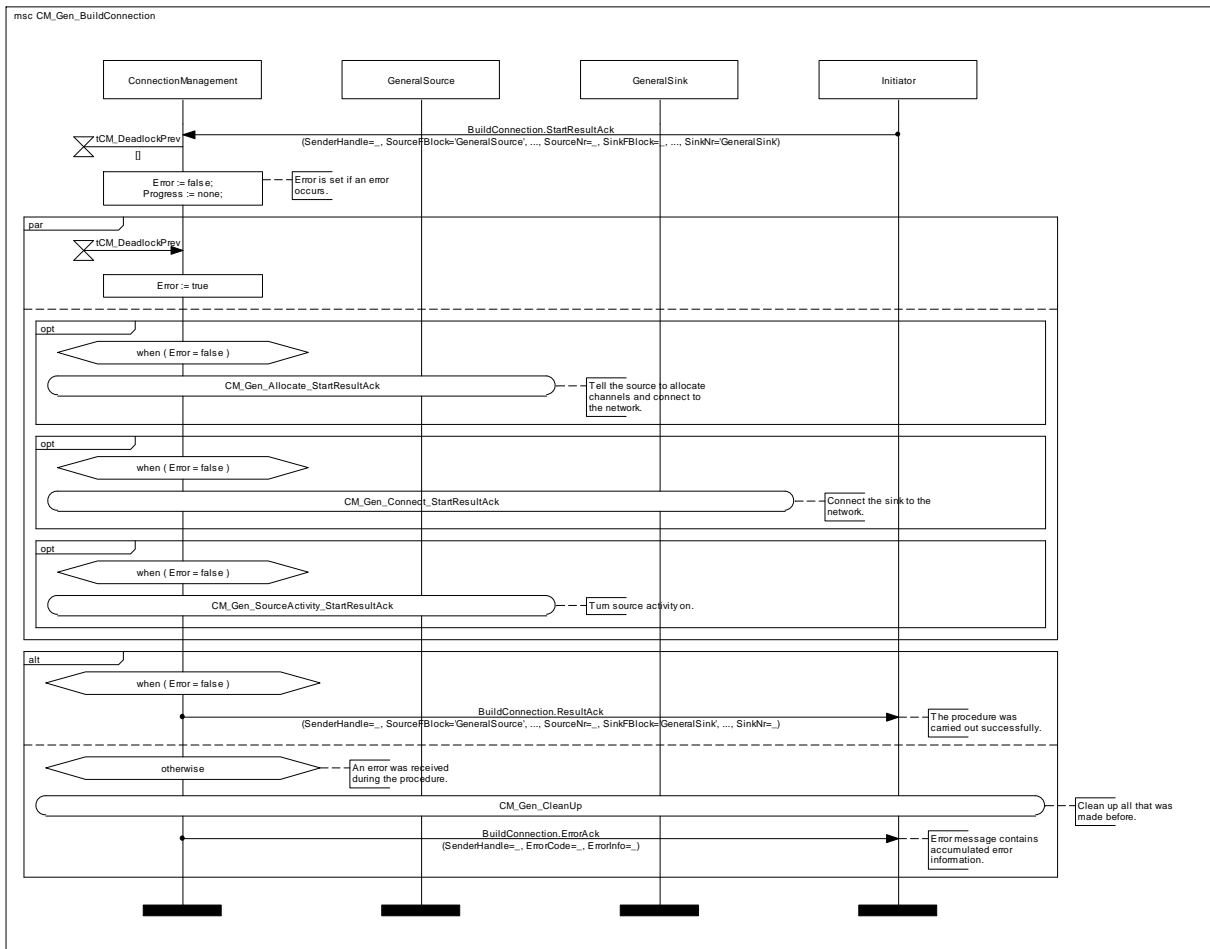 msc CM_Gen_BuildConnection
ConnectionManagement
GeneralSource
GeneralSink
Initiator
BuildConnection.StartResultAck
(SenderHandle=_, SourceFBlock='GeneralSource', ..., SourceNr=_, SinkFBlock=_, ..., SinkNr='GeneralSink')
tCM_DeadlockPrev
[]
Error := false;
Progress := none;
Error is set if an error
occurs.
par
tCM_DeadlockPrev
Error := true
opt
when ( Error = false )
CM_Gen_Allocate_StartResultAck
Tell the source to allocate
channels and connect to
the network.
opt
when ( Error = false )
CM_Gen_Connect_StartResultAck
Connect the sink to the
network.
opt
when ( Error = false )
CM_Gen_SourceActivity_StartResultAck
Turn source activity on.
alt
when ( Error = false )
BuildConnection.ResultAck
(SenderHandle=_, SourceFBlock='GeneralSource', ..., SourceNr=_, SinkFBlock='GeneralSink', ..., SinkNr=_)
The procedure was
carried out successfully.
otherwise
An error was received
during the procedure.
CM_Gen_CleanUp
Clean up all that was
made before.
BuildConnection.ErrorAck
(SenderHandle=_, ErrorCode=_, ErrorInfo=_)
Error message contains
accumulated error
information.